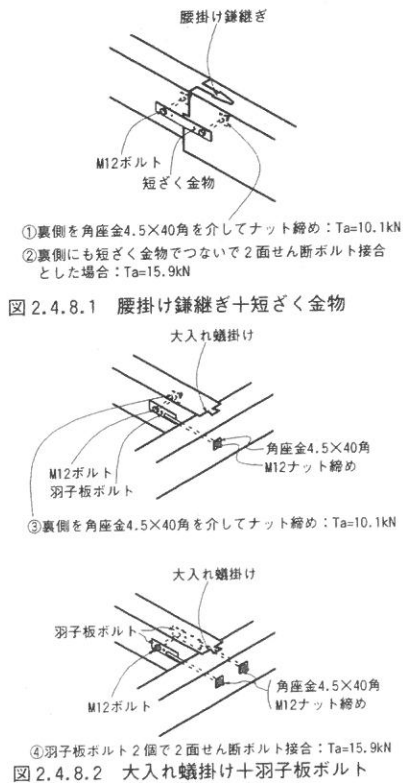 腰掛け鎌継ぎ
M12ボルト
短ざく金物
①裏側を角座金4.5×40角を介してナット締め：Ta=10.1kN
②裏側にも短ざく金物でつないで2面せん断ボルト接合
とした場合：Ta=15.9kN
図2.4.8.1 腰掛け鎌継ぎ＋短ざく金物
大入れ蟻掛け
角座金4.5×40角
M12ナット締め
M12ボルト
羽子板ボルト
③裏側を角座金4.5×40角を介してナット締め：Ta=10.1kN
大入れ蟻掛け
羽子板ボルト
角座金4.5×40角
M12ナット締め
M12ボルト
④羽子板ボルト2個で2面せん断ボルト接合：Ta=15.9kN
図2.4.8.2 大入れ蟻掛け＋羽子板ボルト